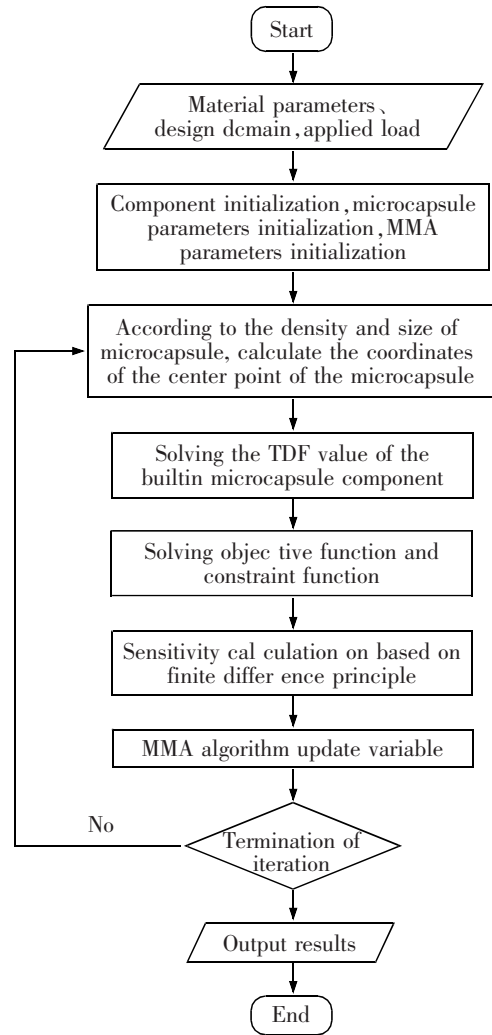 Start
Material parameters、
design dcmain,applied load
Component initialization,microcapsule
parameters initialization,MMA
parameters initialization
According to the density and size of
microcapsule, calculate the coordinates
of the center point of the microcapsule
Solving the TDF value of the
builtin microcapsule component
Solving objec tive function and
constraint function
Sensitivity cal culation on based on
finite differ ence principle
MMA algorithm update variable
No
Termination of
iteration
Output results
End